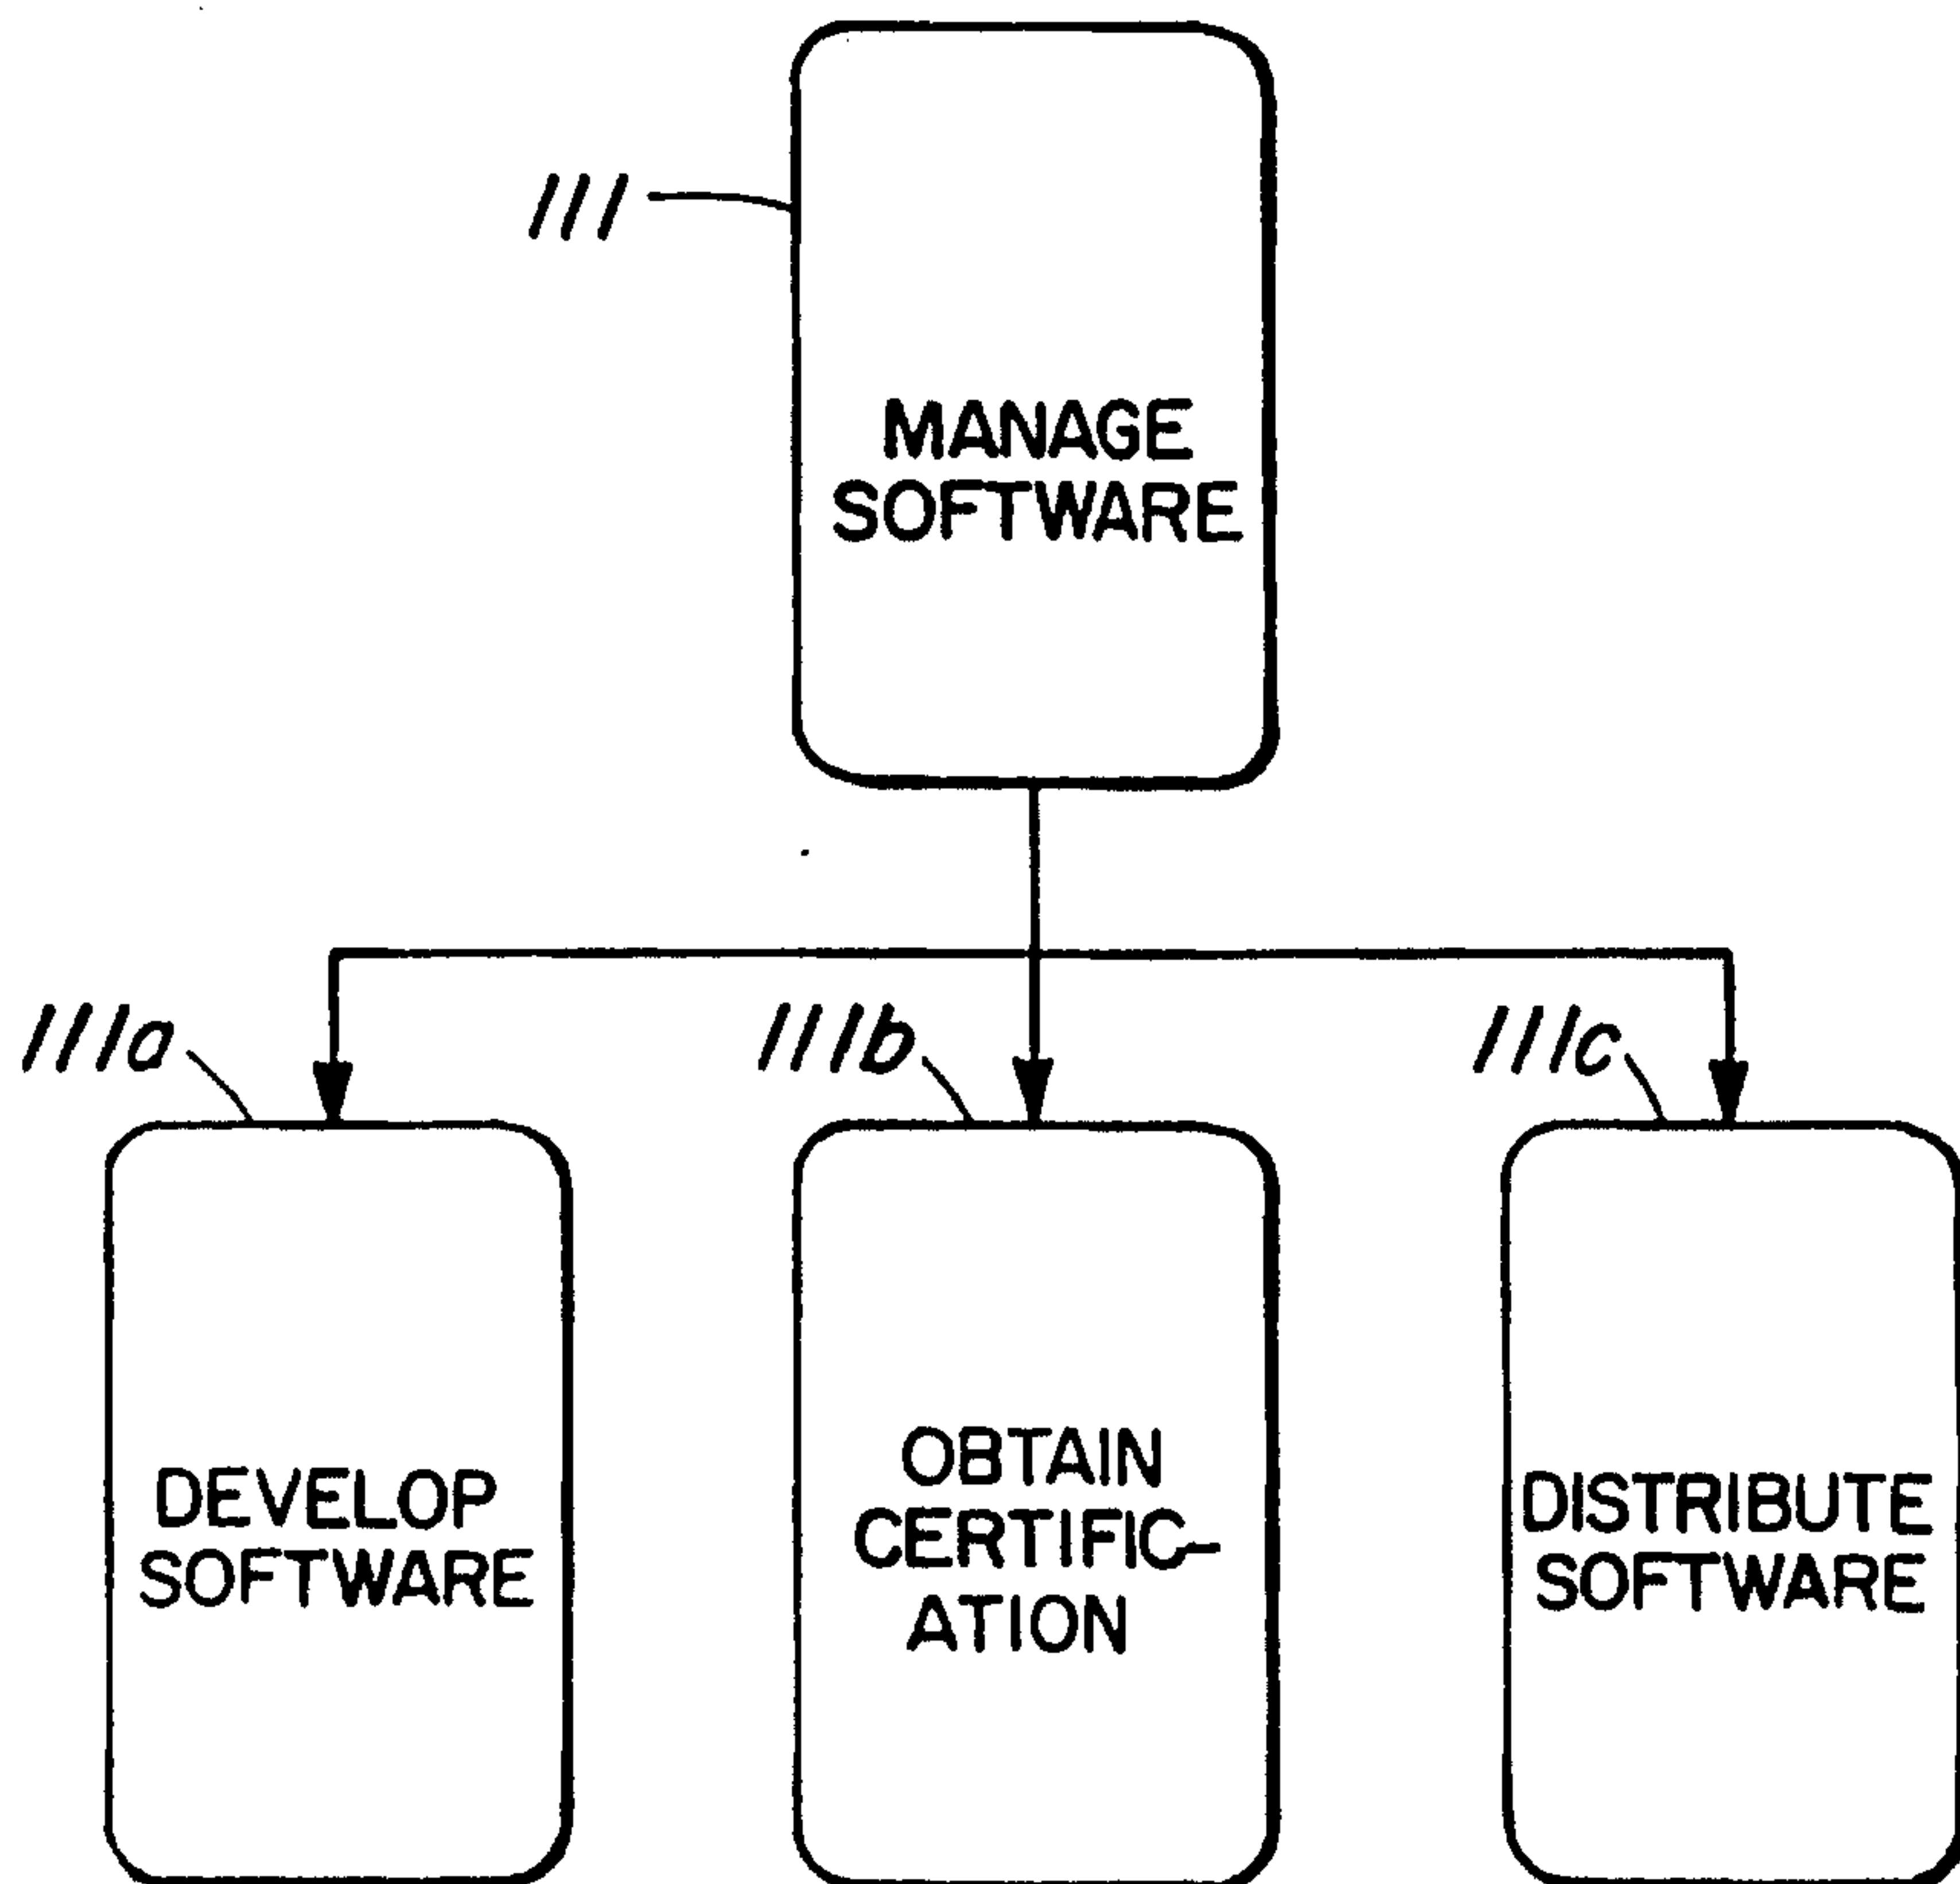 111
MANAGE
SOFTWARE
111a
111b
111c
DEVELOP
SOFTWARE
OBTAIN
CERTIFIC-
ATION
DISTRIBUTE
SOFTWARE